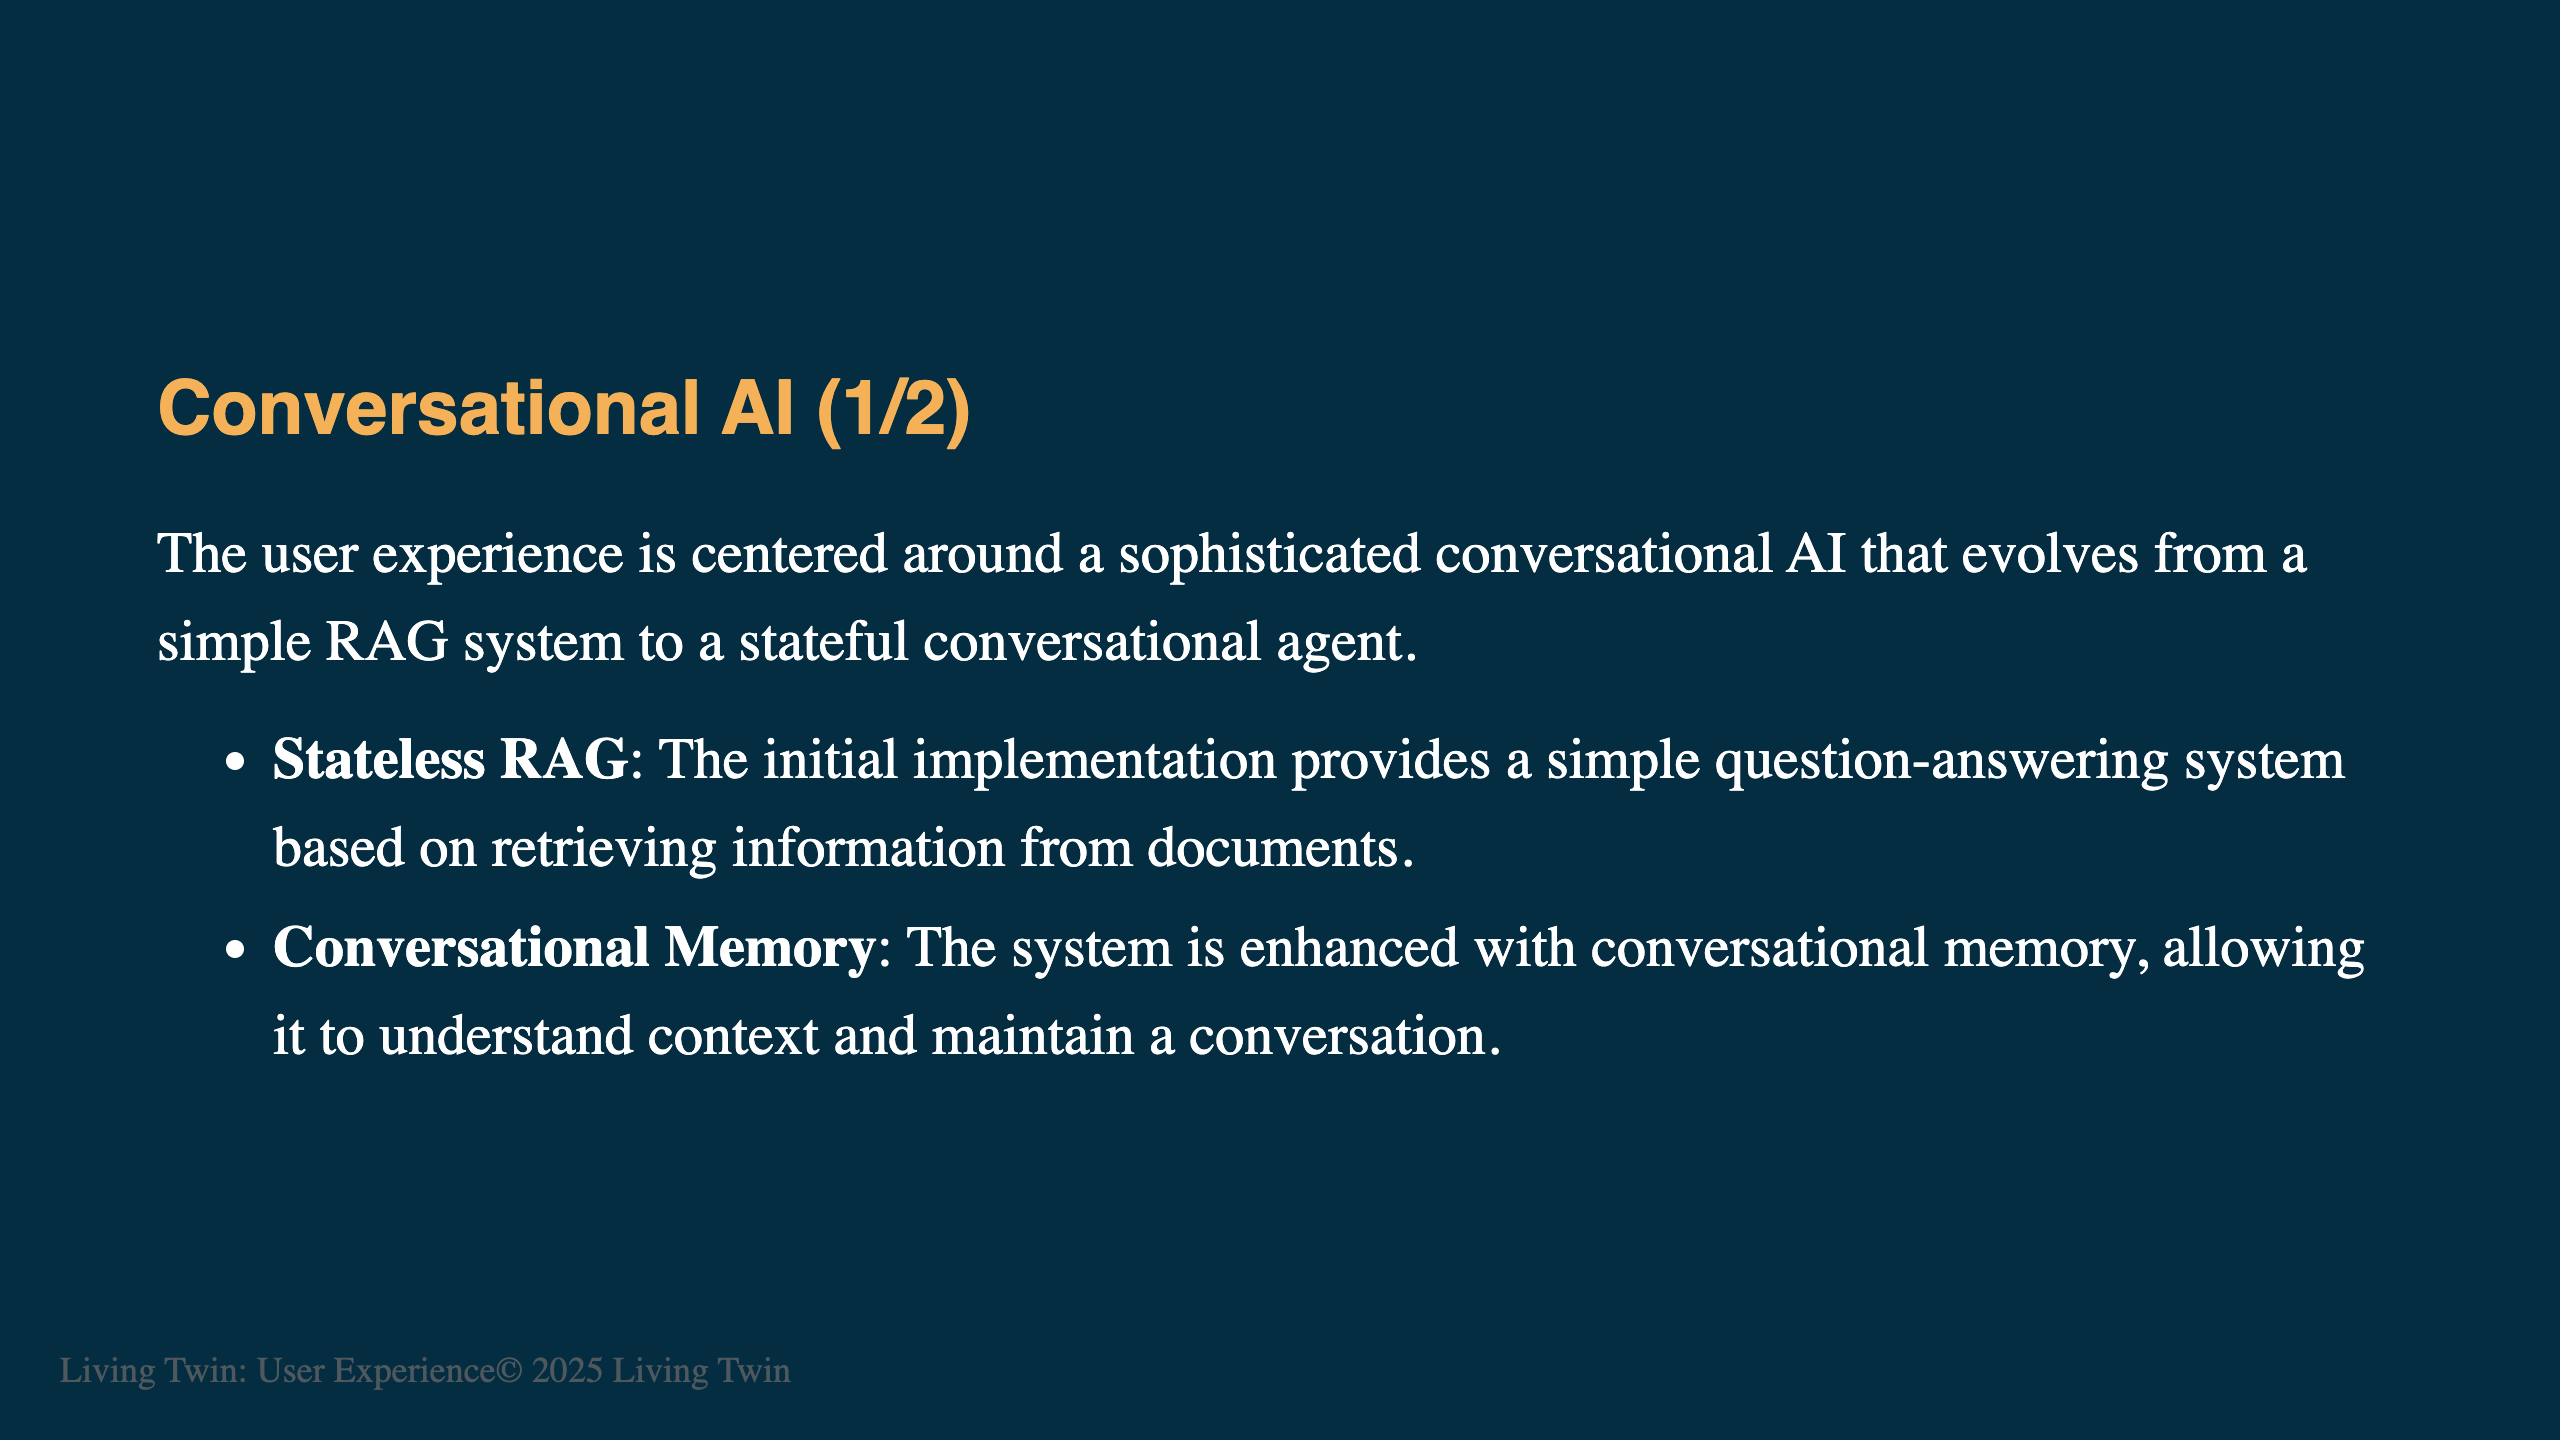 Conversational AI (1/2)
The user experience is centered around a sophisticated conversational AI that evolves from a
simple RAG system to a stateful conversational agent.
• Stateless RAG: The initial implementation provides a simple question-answering system
based on retrieving information from documents.
• Conversational Memory: The system is enhanced with conversational memory, allowing
it to understand context and maintain a conversation.
Living Twin: User Experience© 2025 Living Twin